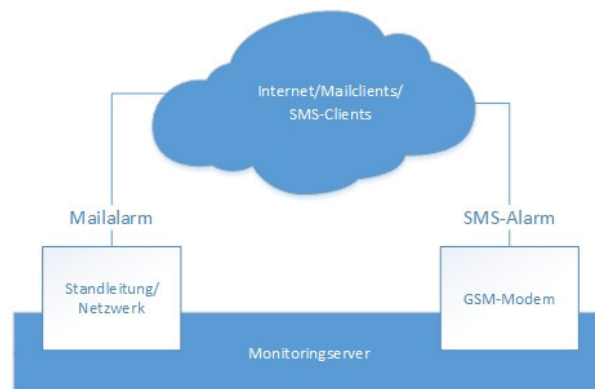 Internet/Mailclients/
SMS-Clients
Mailalarm
SMS-Alarm
Standleitung/
Netzwerk
GSM-Modem
Monitoringserver